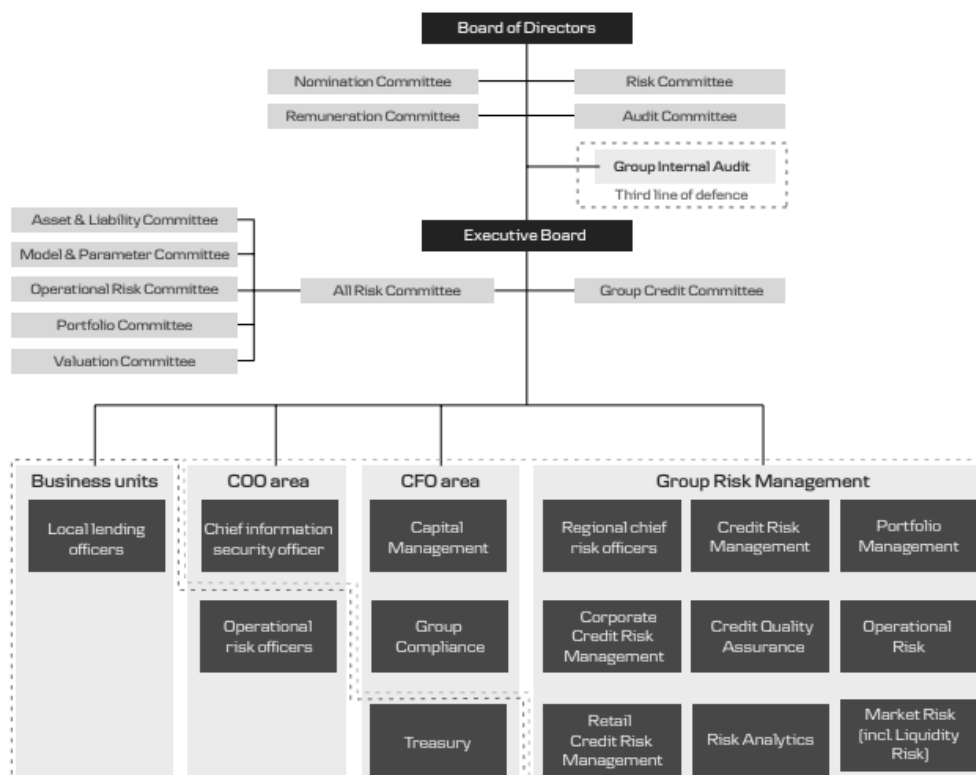 Board of Directors
Nomination Committee
Risk Committee
Remuneration Committee
Audit Committee
Group Internal Audit
Third line of defence
Asset & Liability Committee
Executive Board
Model & Parameter Committee
Operational Risk Committee
All Risk Committee
Group Credit Committee
Portfolio Committee
Valuation Committee
Business units
COO area
CFO area
Group Risk Management
Local lending
officers
Chief information
security officer
Capital
Management
Regional chief
risk officers
Credit Risk
Management
Portfolio
Management
Operational
risk officers
Group
Compliance
Corporate
Credit Risk
Management
Credit Quality
Assurance
Operational
Risk
Treasury
Retail
Credit Risk
Management
Risk Analytics
Market Risk
(incl. Liquidity
Risk)